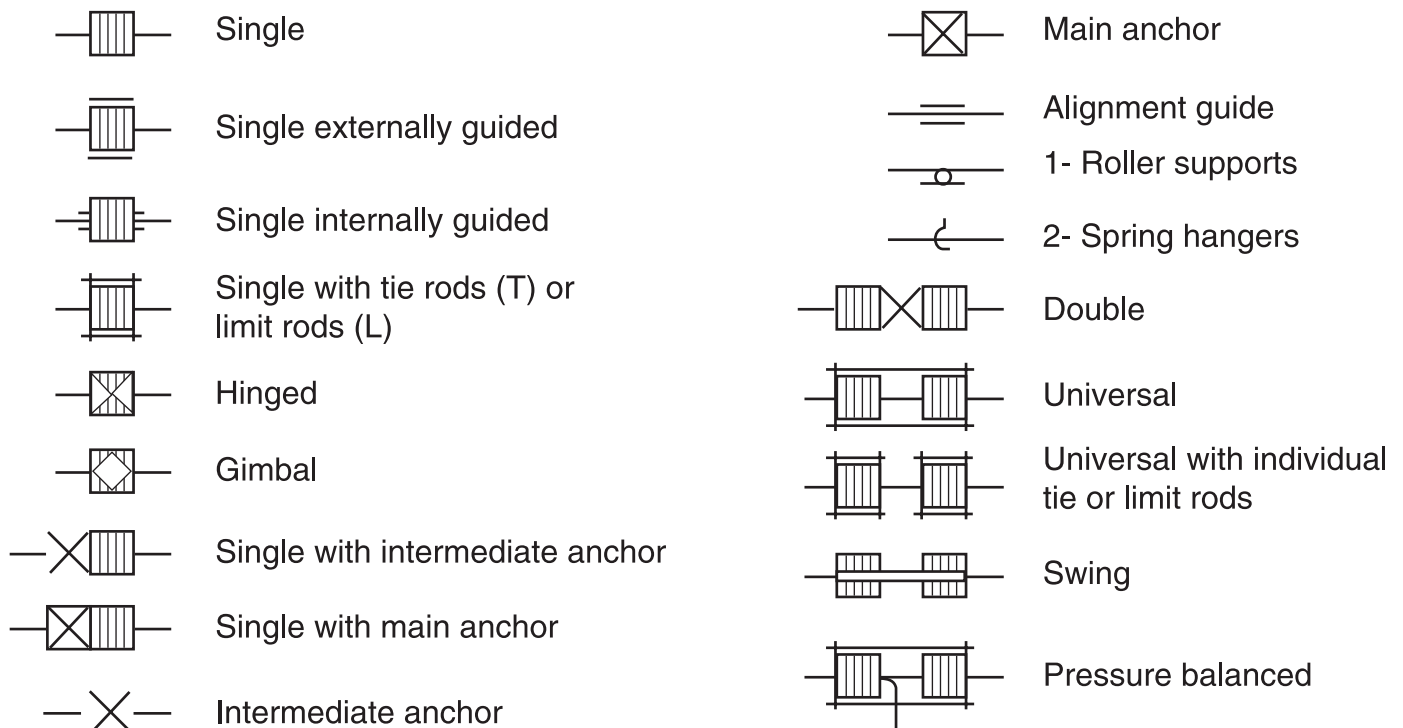 Single
Single externally guided
Single internally guided
Single with tie rods (T) or
limit rods (L)
Hinged
Gimbal
Single with intermediate anchor
Single with main anchor
Intermediate anchor
Main anchor
Alignment guide
1- Roller supports
2- Spring hangers
Double
Universal
Universal with individual
tie or limit rods
Swing
Pressure balanced